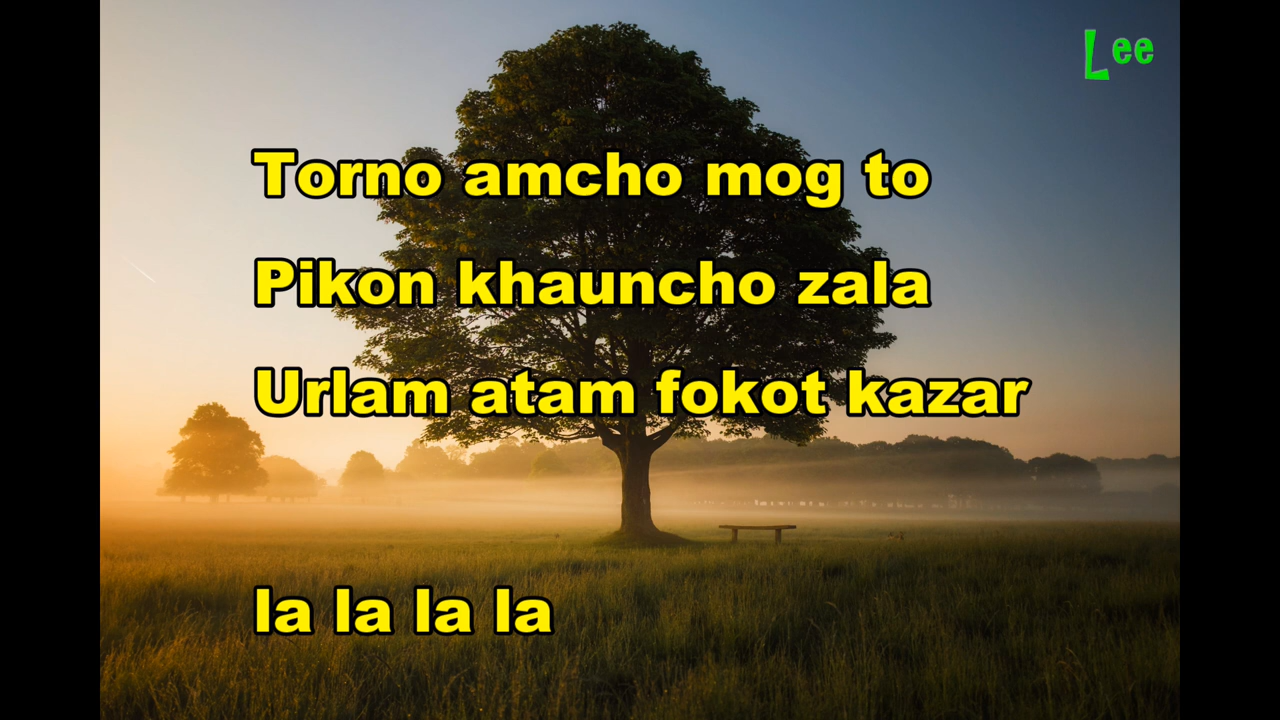 Lee
Torno amcho mog to
Pikon khauncho zala
Urlam atam fokot kazar
la la la la